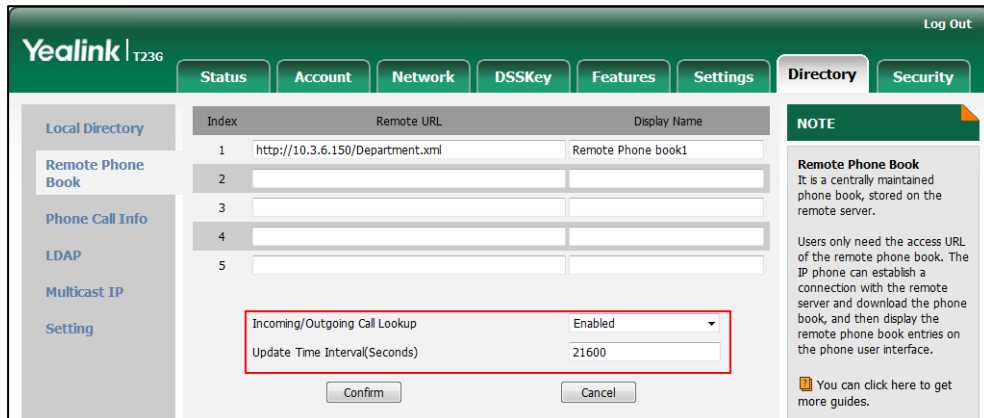 Log Out
Yealink T23G
Status Account Network DSSKey Features Settings Directory Security
Local Directory
Remote Phone
Book
Phone Call Info
LDAP
Multicast IP
Setting
Index Remote URL Display Name
1 http://10.3.6.150/Department.xml Remote Phone book1
2
3
4
5
Incoming/Outgoing Call Lookup Enabled
Update Time Interval(Seconds) 21600
Confirm Cancel
NOTE
Remote Phone Book
It is a centrally maintained
phone book, stored on the
remote server.
Users only need the access URL
of the remote phone book. The
IP phone can establish a
connection with the remote
server and download the phone
book, and then display the
remote phone book entries on
the phone user interface.
You can click here to get
more guides.